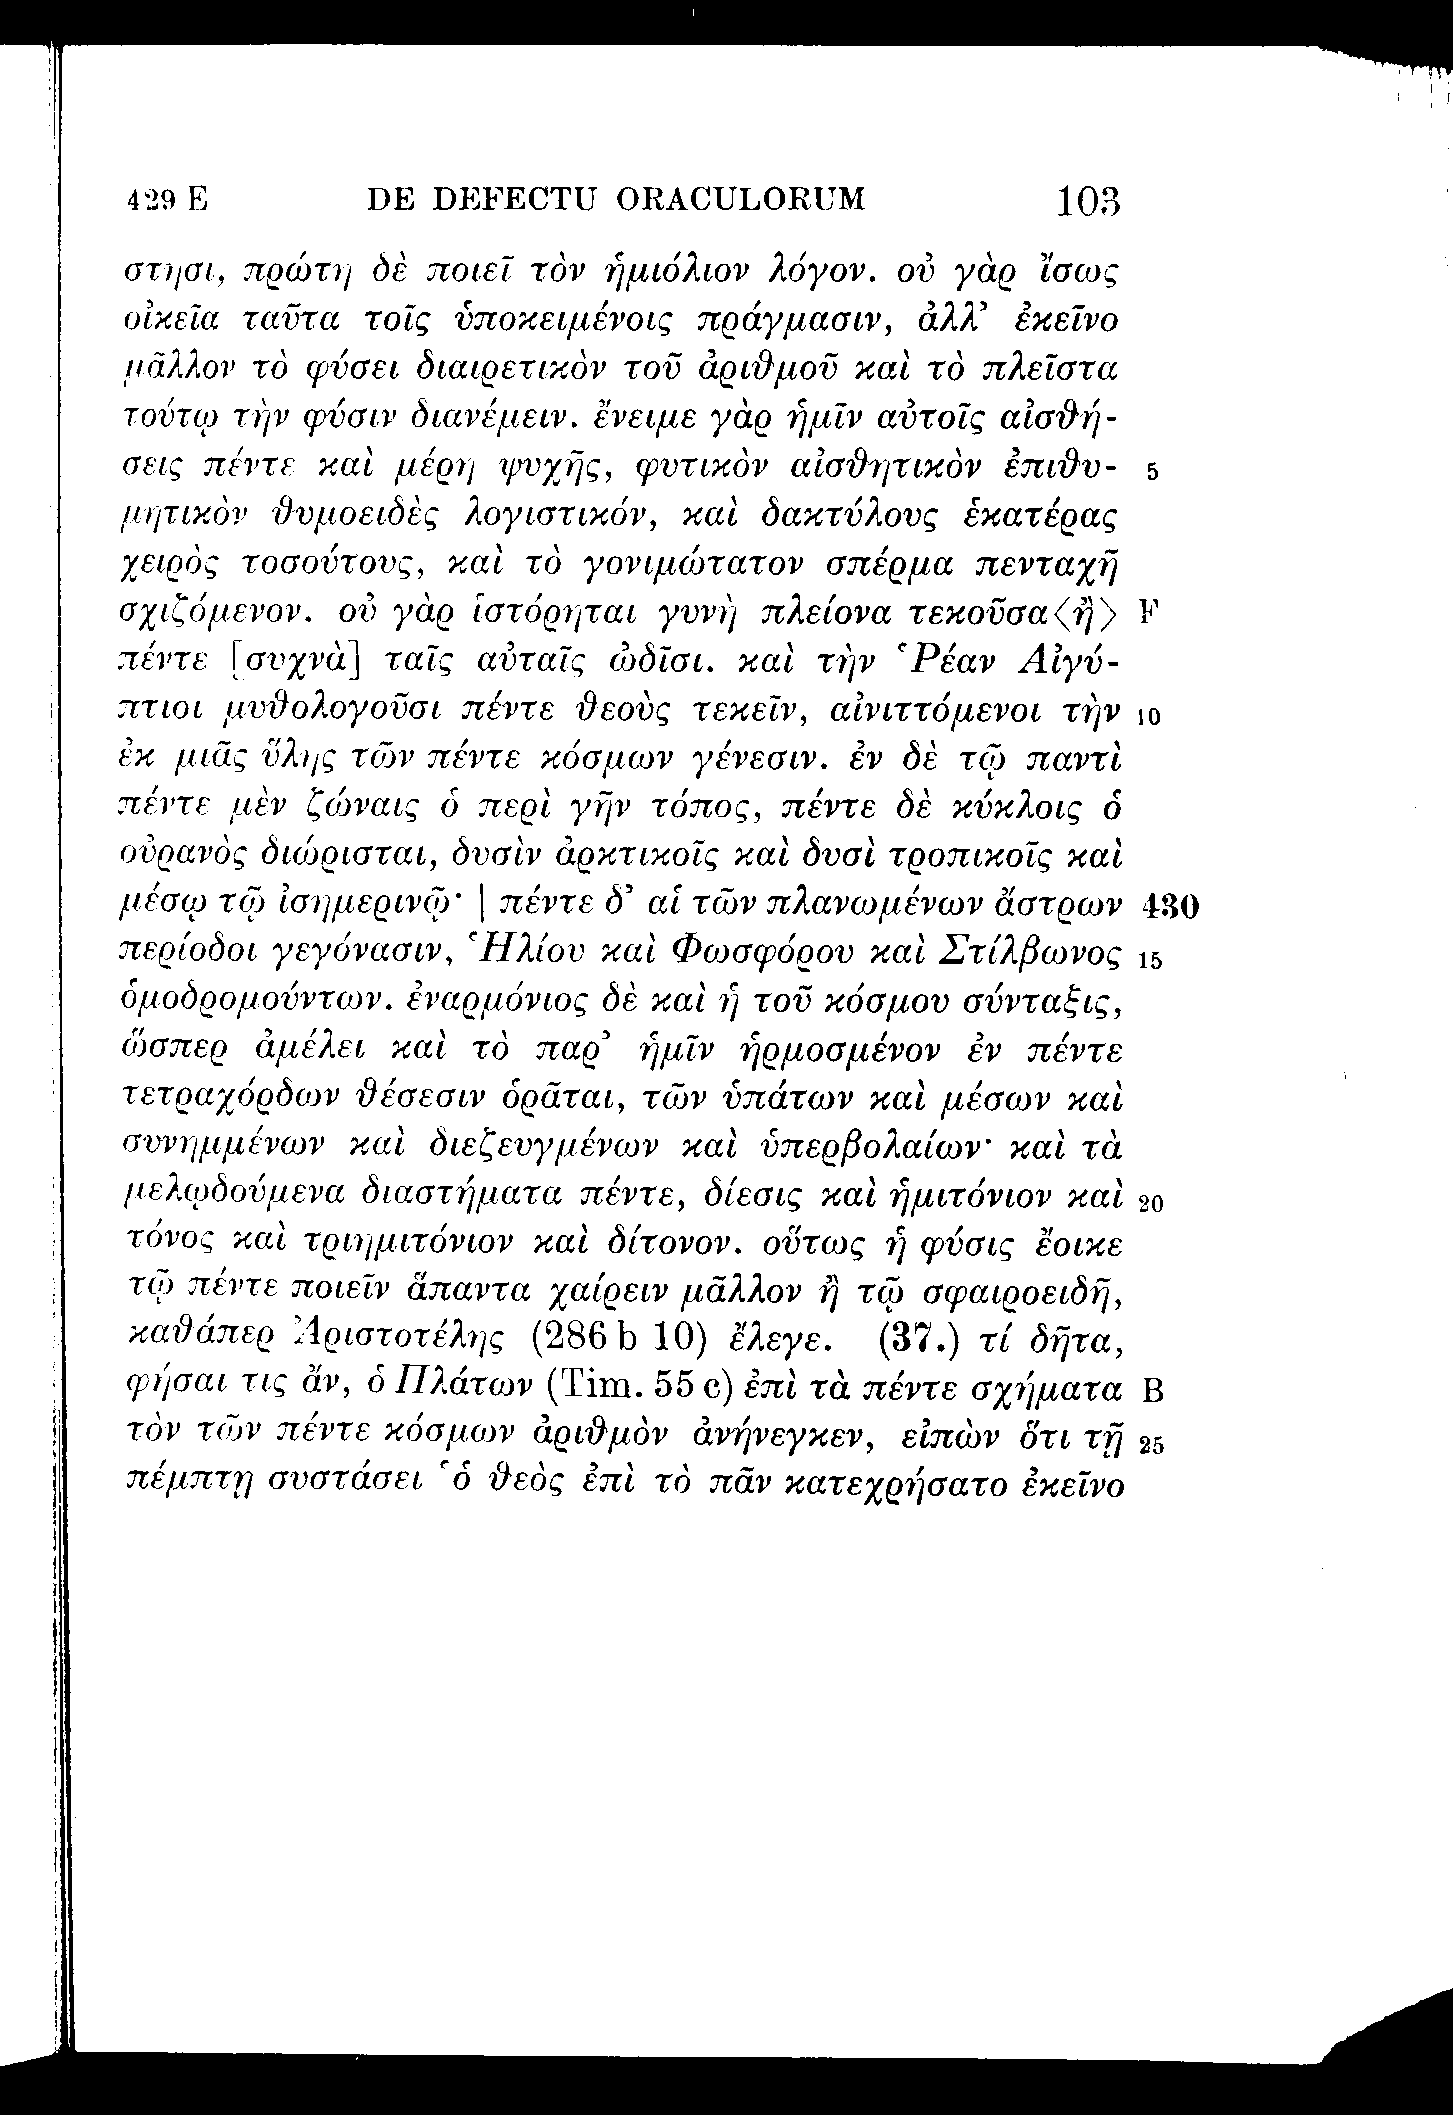 429 E DE DEFECTU ORACULORUM 103
στησι, πρώτη δὲ ποιεῖ τὸν ἡμιόλιον λόγον. οὐ γὰρ ἴσως
οἰκεῖα ταῦτα τοῖς ὑποκειμένοις πράγμασιν, ἀλλ’ ἐκεῖνο
μᾶλλον τὸ φύσει διαιρετικὸν τοῦ ἀριθμοῦ καὶ τὸ πλεῖστα
τούτῳ τὴν φύσιν διανέμειν. ἔνειμε γὰρ ἡμῖν αὐτοῖς αἰσθή-
σεις πέντε καὶ μέρη ψυχῆς, φυτικὸν αἰσθητικὸν ἐπιθυ- 5
μητικὸν θυμοειδὲς λογιστικόν, καὶ δακτύλους ἑκατέρας
χειρὸς τοσούτους, καὶ τὸ γονιμώτατον σπέρμα πενταχῆ
σχιζόμενον. οὐ γὰρ ἱστόρηται γυνὴ πλείονα τεκοῦσα⟨ἢ⟩ F
πέντε [συχνὰ] ταῖς αὐταῖς ὠδῖσι. καὶ τὴν Ῥέαν Αἰγύ-
πτιοι μυθολογοῦσι πέντε θεοὺς τεκεῖν, αἰνιττόμενοι τὴν 10
ἐκ μιᾶς ὕλης τῶν πέντε κόσμων γένεσιν. ἐν δὲ τῷ παντὶ
πέντε μὲν ζώναις ὁ περὶ γῆν τόπος, πέντε δὲ κύκλοις ὁ
οὐρανὸς διώρισται, δυσὶν ἀρκτικοῖς καὶ δυσὶ τροπικοῖς καὶ
μέσῳ τῷ ἰσημερινῷ· | πέντε δ’ αἱ τῶν πλανωμένων ἄστρων 430
περίοδοι γεγόνασιν, Ἡλίου καὶ Φωσφόρου καὶ Στίλβωνος 15
ὁμοδρομούντων. ἐναρμόνιος δὲ καὶ ἡ τοῦ κόσμου σύνταξις,
ὥσπερ ἀμέλει καὶ τὸ παρ’ ἡμῖν ἡρμοσμένον ἐν πέντε
τετραχόρδων θέσεσιν ὁρᾶται, τῶν ὑπάτων καὶ μέσων καὶ
συνημμένων καὶ διεζευγμένων καὶ ὑπερβολαίων· καὶ τὰ
μελῳδούμενα διαστήματα πέντε, δίεσις καὶ ἡμιτόνιον καὶ 20
τόνος καὶ τριημιτόνιον καὶ δίτονον. οὕτως ἡ φύσις ἔοικε
τῷ πέντε ποιεῖν ἅπαντα χαίρειν μᾶλλον ἢ τῷ σφαιροειδῆ,
καθάπερ Ἀριστοτέλης (286 b 10) ἔλεγε. (37.) τί δῆτα,
φήσαι τις ἄν, ὁ Πλάτων (Tim. 55 c) ἐπὶ τὰ πέντε σχήματα B
τὸν τῶν πέντε κόσμων ἀριθμὸν ἀνήνεγκεν, εἰπὼν ὅτι τῇ 25
πέμπτῃ συστάσει ‘ὁ θεὸς ἐπὶ τὸ πᾶν κατεχρήσατο ἐκεῖνο